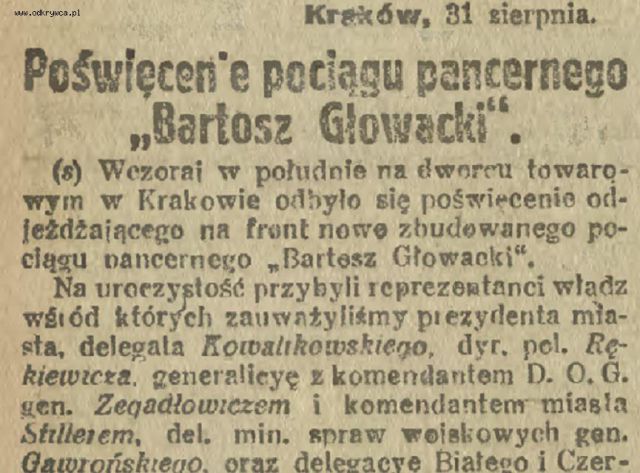 www.odkrywca.pl
Kraków, 31 sierpnia.
Poświęcenie pociągu pancernego
„Bartosz Głowacki“.
(s) Wczoraj w południe na dworcu towaro-
wym w Krakowie odbyło się poświęcenie od-
jeżdżającego na front nowo zbudowanego po-
ciągu pancernego „Bartosz Głowacki“.
Na uroczystość przybyli reprezentanci władz
wśród których zauważyliśmy prezydenta mia-
sta, delegata Kowalikowskiego, dyr. pol. Rę-
kiewicza, generalicyę z komendantem D. O. G.
gen. Zegadłowiczem i komendantem miasta
Stillerem, del. min. spraw wojskowych gen.
Gawrońskiego, oraz delegacye Białego i Czer-